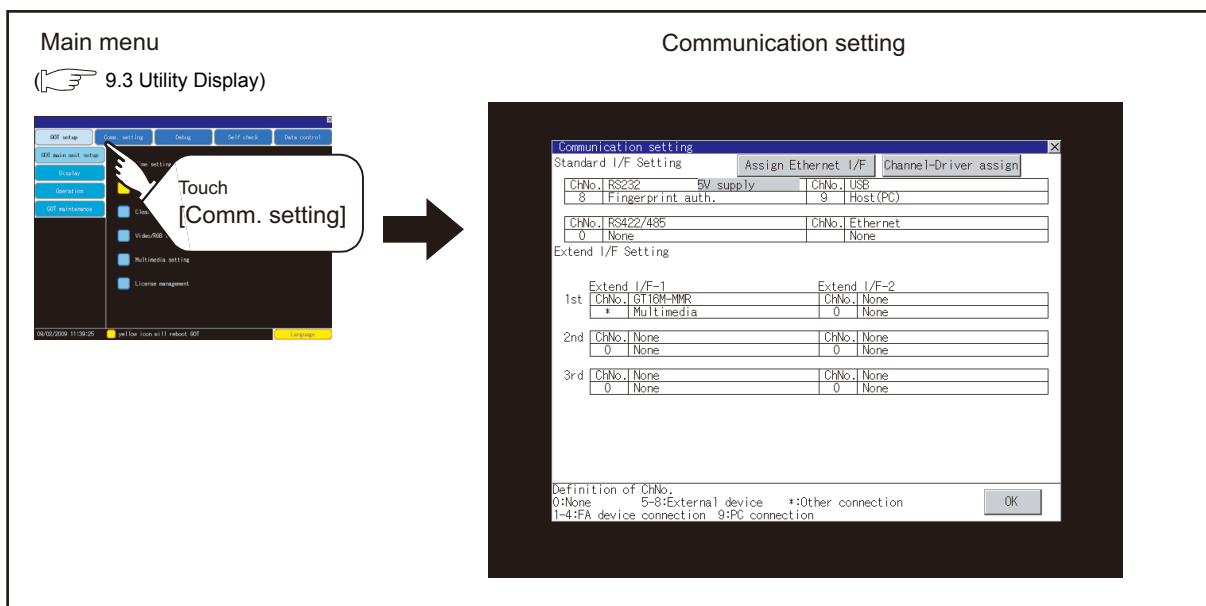 Main menu
( 9.3 Utility Display)
GOT setup Comm. setting Debug Self check Data control
GOT main unit setup
Display
Operation
GOT maintenance
Video/RGB
Multimedia setting
License management
09/02/2009 11:39:25 yellow icon will reboot GOT Language
Touch
[Comm. setting]
Communication setting
Communication setting
Standard I/F Setting Assign Ethernet I/F Channel-Driver assign
ChNo. RS232 5V supply ChNo. USB
8 Fingerprint auth. 9 Host(PC)
ChNo. RS422/485 ChNo. Ethernet
0 None None
Extend I/F Setting
Extend I/F-1 Extend I/F-2
1st ChNo. GT16M-MMR ChNo. None
* Multimedia 0 None
2nd ChNo. None ChNo. None
0 None 0 None
3rd ChNo. None ChNo. None
0 None 0 None
Definition of ChNo.
0:None 5-8:External device *:Other connection
1-4:FA device connection 9:PC connection
OK